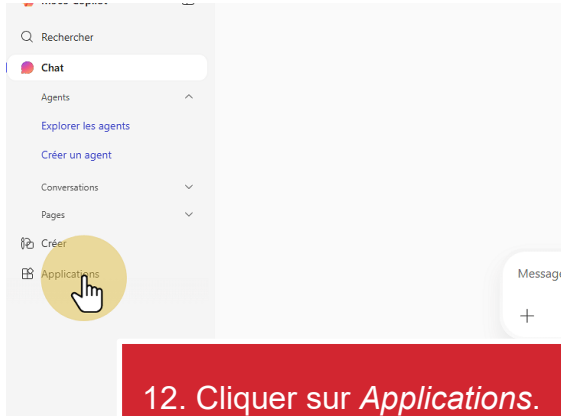 Rechercher
Chat
Agents
Explorer les agents
Créer un agent
Conversations
Pages
Créer
Applications
Message
12. Cliquer sur Applications.